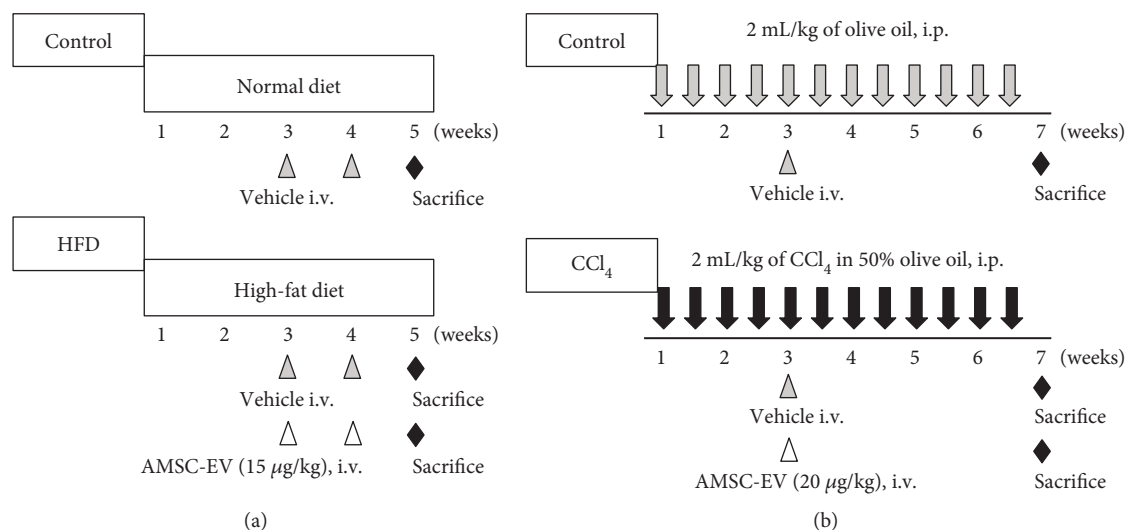 Control
Normal diet
1 2 3 4 5 (weeks)
Vehicle i.v. Sacrifice
HFD
High-fat diet
1 2 3 4 5 (weeks)
Vehicle i.v. Sacrifice
AMSC-EV (15 μg/kg), i.v. Sacrifice
(a)
Control
2 mL/kg of olive oil, i.p.
1 2 3 4 5 6 7 (weeks)
Vehicle i.v. Sacrifice
CCl4
2 mL/kg of CCl4 in 50% olive oil, i.p.
1 2 3 4 5 6 7 (weeks)
Vehicle i.v. Sacrifice
AMSC-EV (20 μg/kg), i.v. Sacrifice
(b)